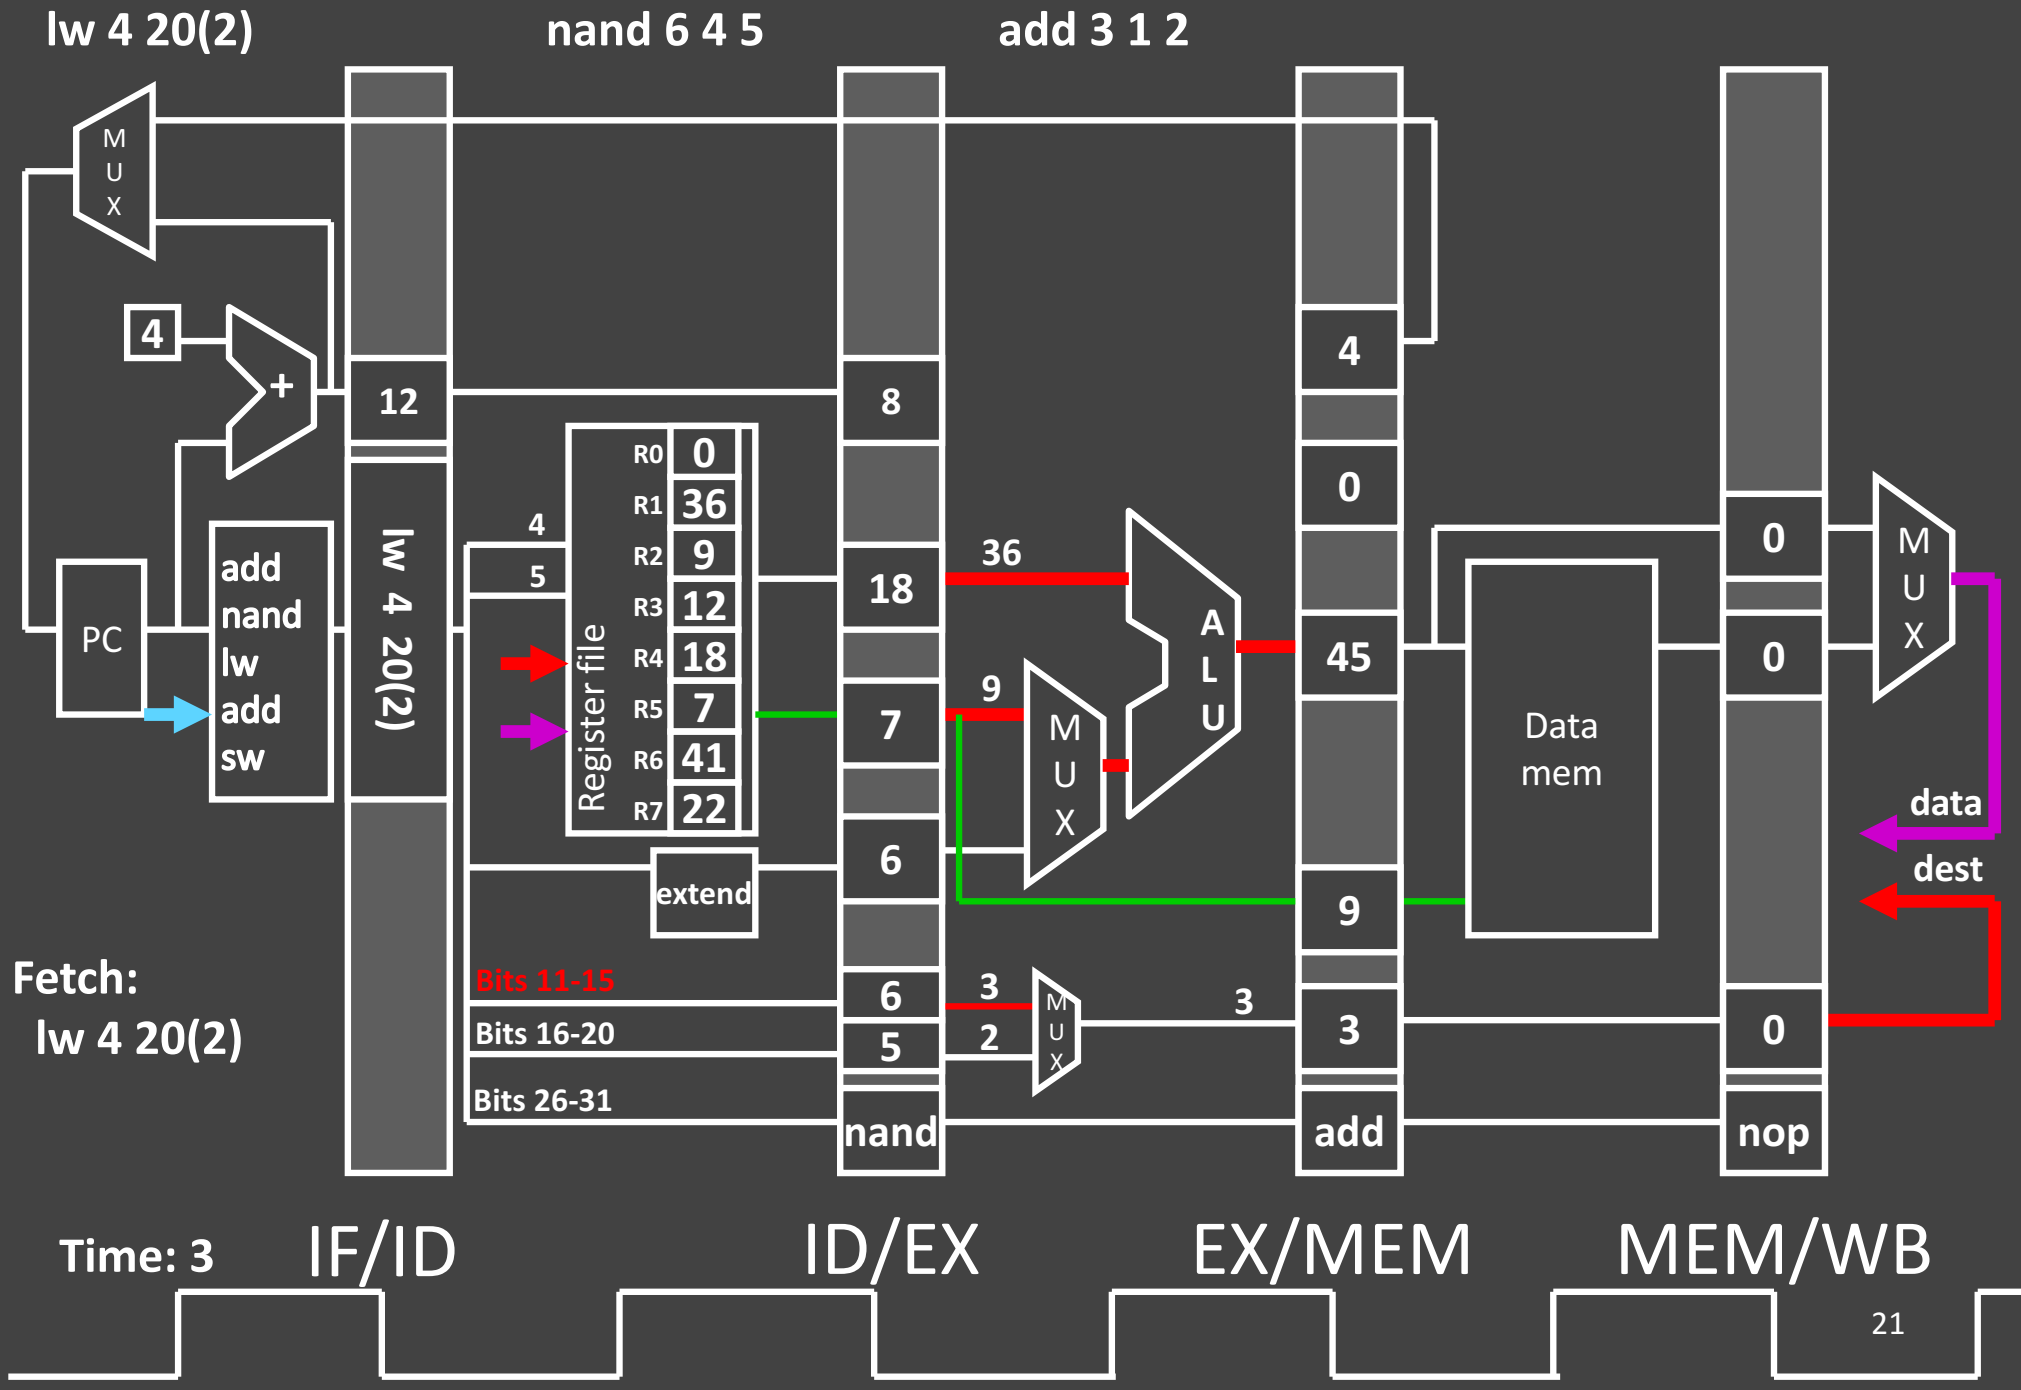 lw 4 20(2)
nand 6 4 5
add 3 1 2
M
U
X
4
+
12
8
4
0
R0 0
R1 36
R2 9
R3 12
R4 18
R5 7
R6 41
R7 22
Register file
4
5
PC
add
nand
lw
add
sw
lw 4 20(2)
18
7
6
extend
36
9
M
U
X
A
L
U
45
9
Data
mem
0
0
M
U
X
data
dest
Fetch:
lw 4 20(2)
Bits 11-15
Bits 16-20
Bits 26-31
6
5
nand
3
2
M
U
X
3
3
add
0
nop
Time: 3
IF/ID
ID/EX
EX/MEM
MEM/WB
21